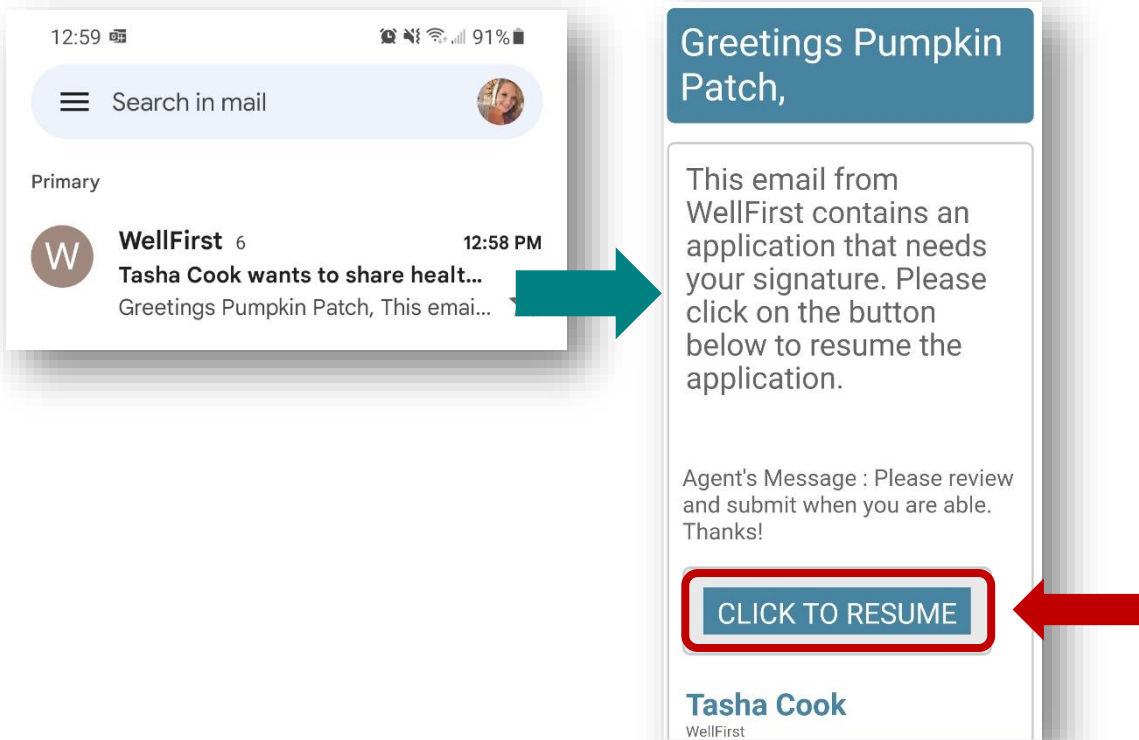 12:59
91%
Search in mail
Primary
W
WellFirst 6 12:58 PM
Tasha Cook wants to share healt...
Greetings Pumpkin Patch, This emai...
Greetings Pumpkin
Patch,
This email from
WellFirst contains an
application that needs
your signature. Please
click on the button
below to resume the
application.
Agent's Message : Please review
and submit when you are able.
Thanks!
CLICK TO RESUME
Tasha Cook
WellFirst